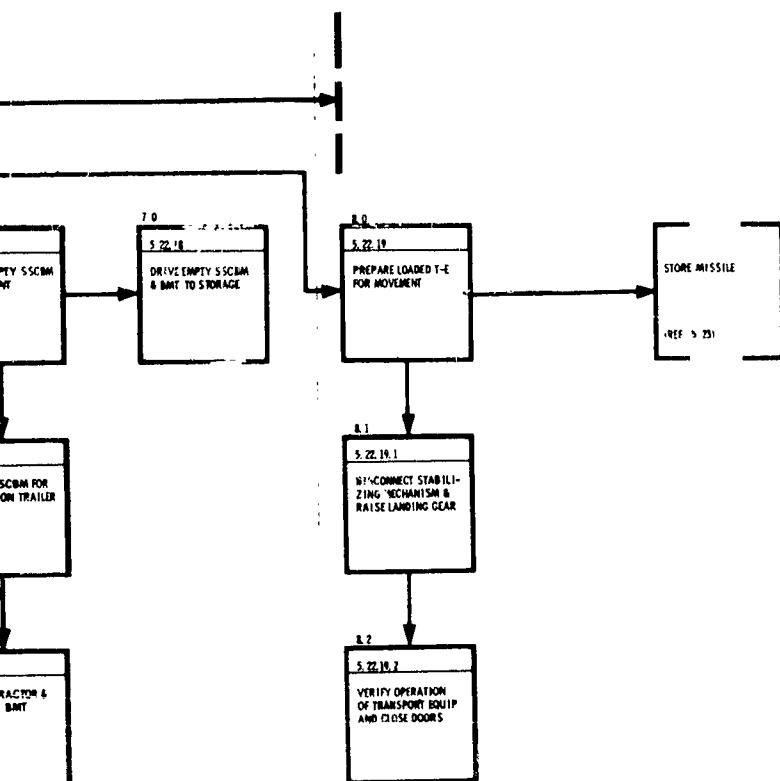 7.0
5.22.18
DRIVE EMPTY SSCBM
& BMT TO STORAGE
8.0
5.22.19
PREPARE LOADED T-E
FOR MOVEMENT
STORE MISSILE
(REF 5.23)
PTY SSCBM
NT
8.1
5.22.19.1
DISCONNECT STABILI-
ZING MECHANISM &
RAISE LANDING GEAR
SCBM FOR
ON TRAILER
8.2
5.22.19.2
VERIFY OPERATION
OF TRANSPORT EQUIP
AND CLOSE DOORS
RACTOR &
BMT